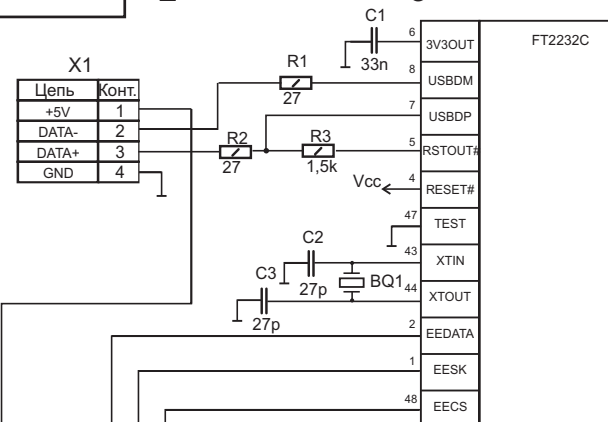 C1
6
3V3OUT
FT2232C
33n
X1
R1
8
USBDM
Цепь Конт.
27
+5V 1
7
USBDP
DATA- 2
R2
R3
5
RSTOUT#
DATA+ 3
27
1,5k
GND 4
Vcc
4
RESET#
47
TEST
C2
43
XTIN
C3
27p
BQ1
44
XTOUT
27p
2
EEDATA
1
EESK
48
EECS